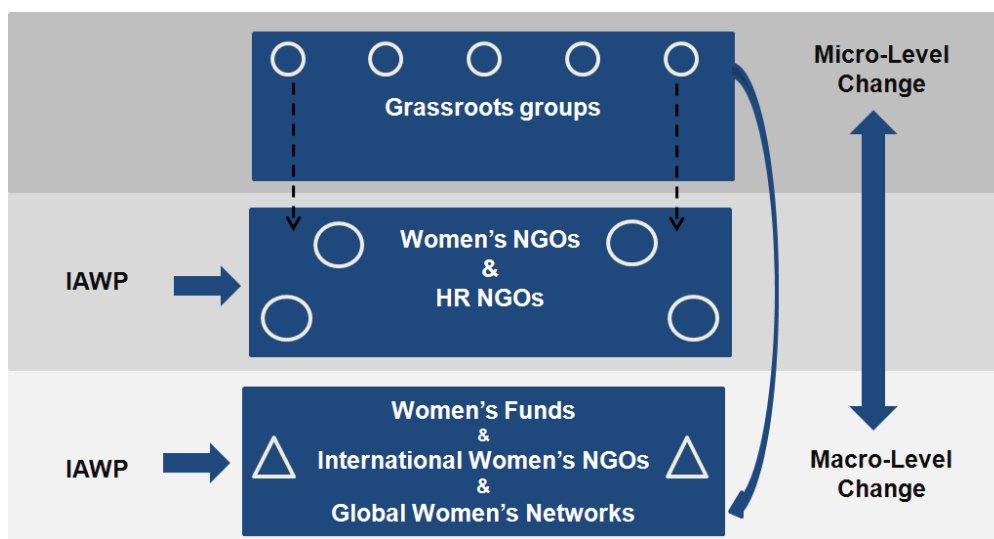 Micro-Level
Change
Grassroots groups
Women's NGOs
&
HR NGOs
IAWP
Women's Funds
&
International Women's NGOs
&
Global Women's Networks
IAWP
Macro-Level
Change